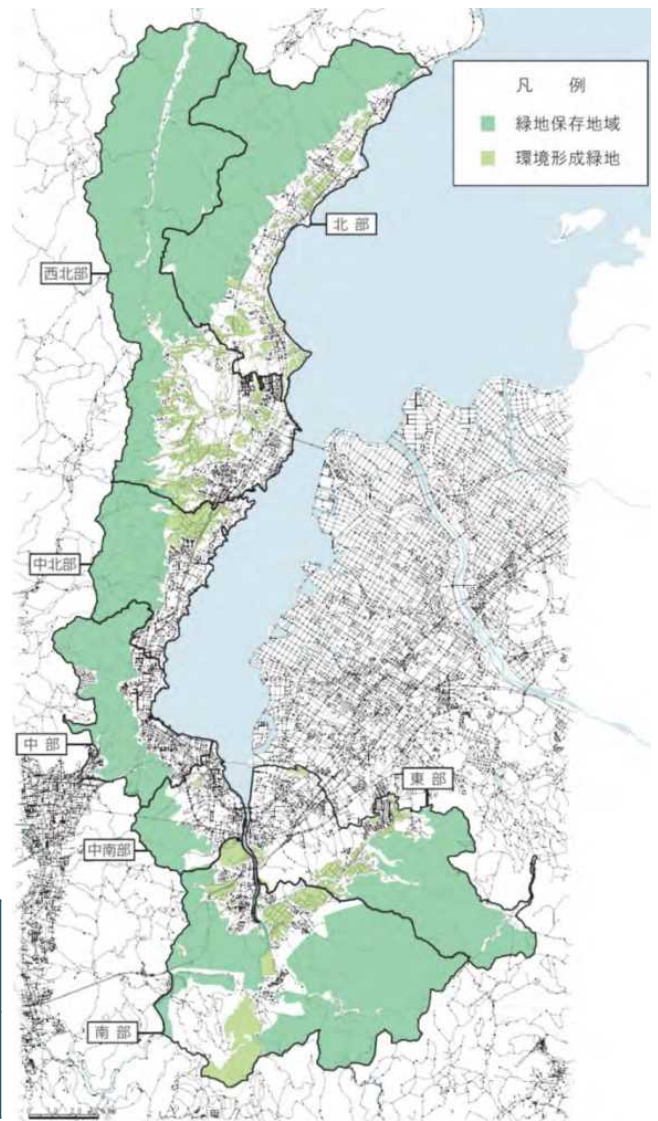 凡 例
緑地保存地域
環境形成緑地
北 部
西北部
中北部
中 部
東 部
中南部
南 部